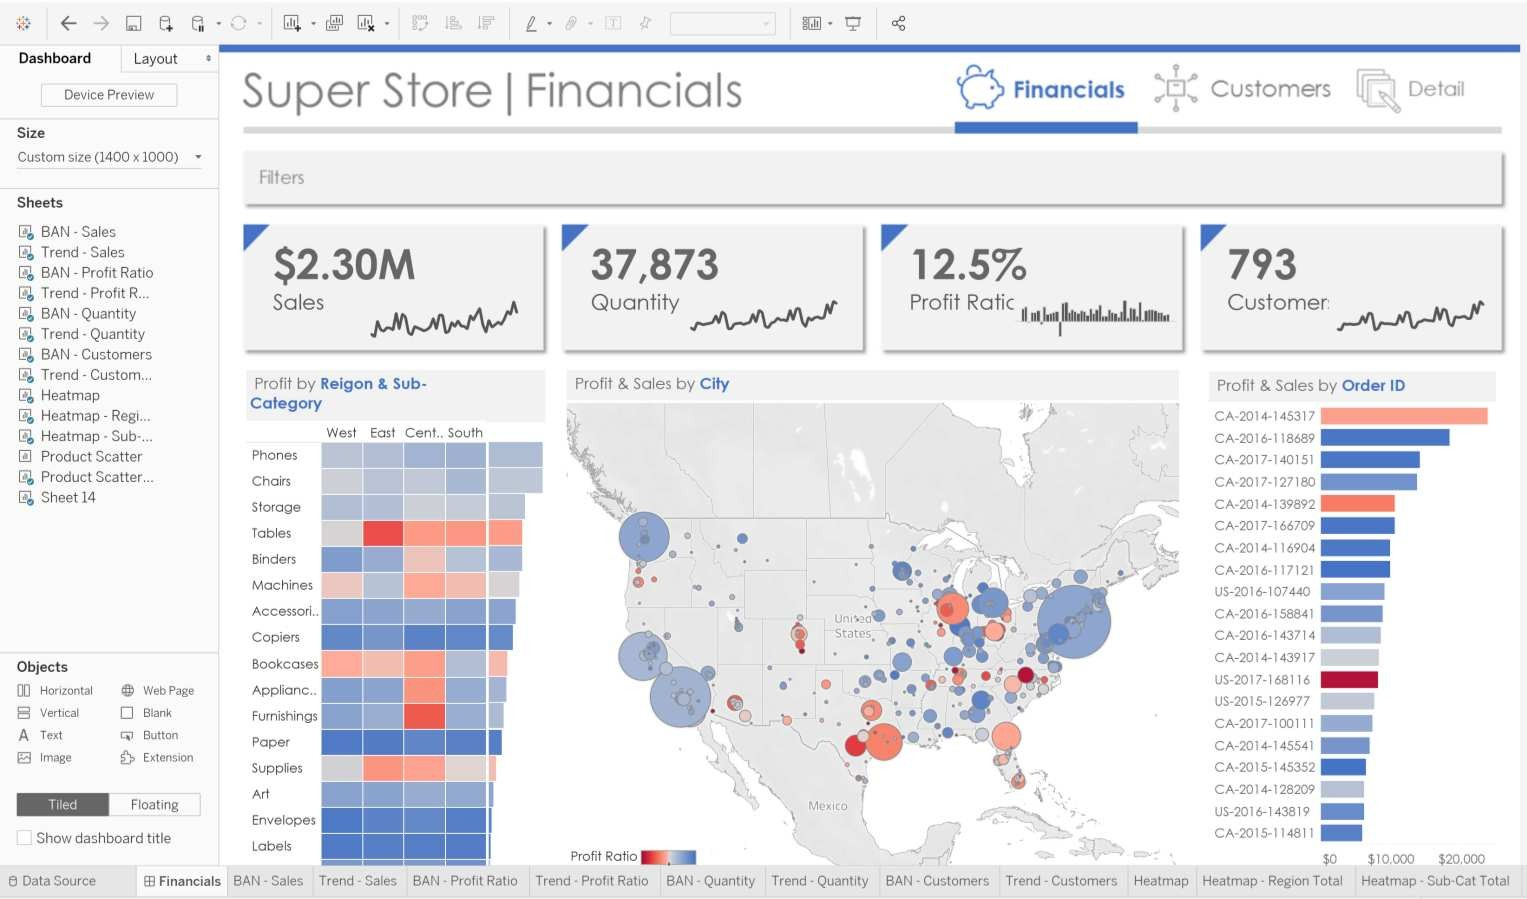 Dashboard
Layout
Device Preview
Size
Custom size (1400 x 1000)
Sheets
BAN - Sales
Trend - Sales
BAN - Profit Ratio
Trend - Profit R...
BAN - Quantity
Trend - Quantity
BAN - Customers
Trend - Custom...
Heatmap
Heatmap - Regi...
Heatmap - Sub-...
Product Scatter
Product Scatter...
Sheet 14
Objects
Horizontal
Web Page
Vertical
Blank
A Text
Button
Image
Extension
Tiled
Floating
Show dashboard title
Super Store | Financials
Financials
Customers
Detail
Filters
$2.30M
Sales
37,873
Quantity
12.5%
Profit Ratio
793
Customer
Profit by Reigon & Sub-
Category
West East Cent.. South
Phones
Chairs
Storage
Tables
Binders
Machines
Accessori..
Copiers
Bookcases
Applianc..
Furnishings
Paper
Supplies
Art
Envelopes
Labels
Profit & Sales by City
United
States
Mexico
Profit Ratio
Profit & Sales by Order ID
CA-2014-145317
CA-2016-118689
CA-2017-140151
CA-2017-127180
CA-2014-139892
CA-2017-166709
CA-2014-116904
CA-2016-117121
US-2016-107440
CA-2016-158841
CA-2016-143714
CA-2014-143917
US-2017-168116
US-2015-126977
CA-2017-100111
CA-2014-145541
CA-2015-145352
CA-2014-128209
US-2016-143819
CA-2015-114811
$0 $10,000 $20,000
Data Source
Financials
BAN - Sales
Trend - Sales
BAN - Profit Ratio
Trend - Profit Ratio
BAN - Quantity
Trend - Quantity
BAN - Customers
Trend - Customers
Heatmap
Heatmap - Region Total
Heatmap - Sub-Cat Total